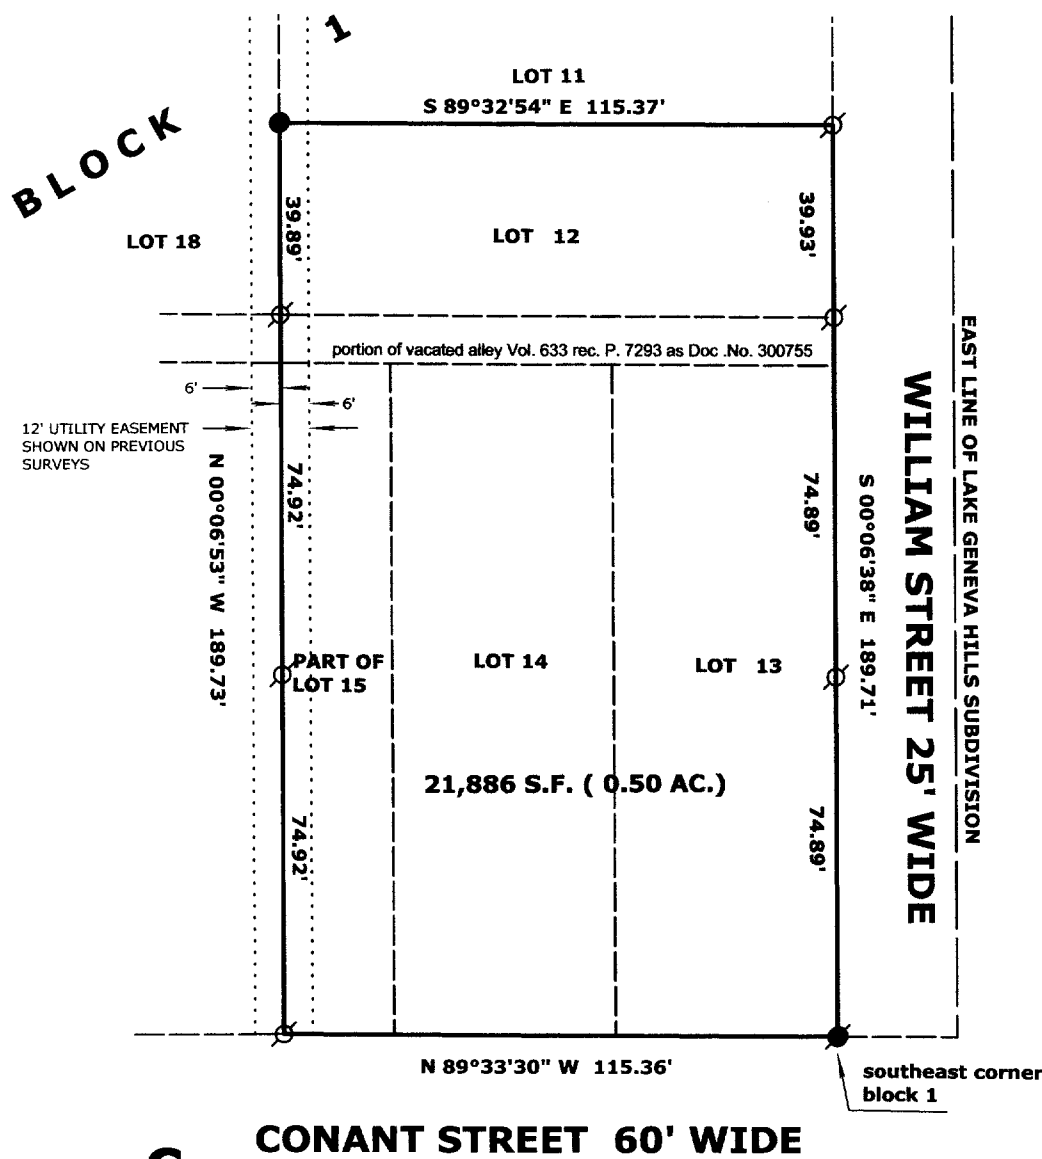 1
BLOCK
LOT 11
S 89°32'54" E 115.37'
39.89'
39.93'
LOT 18
LOT 12
portion of vacated alley Vol. 633 rec. P. 7293 as Doc .No. 300755
6'
6'
12' UTILITY EASEMENT
SHOWN ON PREVIOUS
SURVEYS
N 00°06'53" W 189.73'
74.92'
74.89'
S 00°06'38" E 189.71'
WILLIAM STREET 25' WIDE
EAST LINE OF LAKE GENEVA HILLS SUBDIVISION
PART OF
LOT 15
LOT 14
LOT 13
21,886 S.F. ( 0.50 AC.)
74.92'
74.89'
N 89°33'30" W 115.36'
southeast corner
block 1
CONANT STREET 60' WIDE